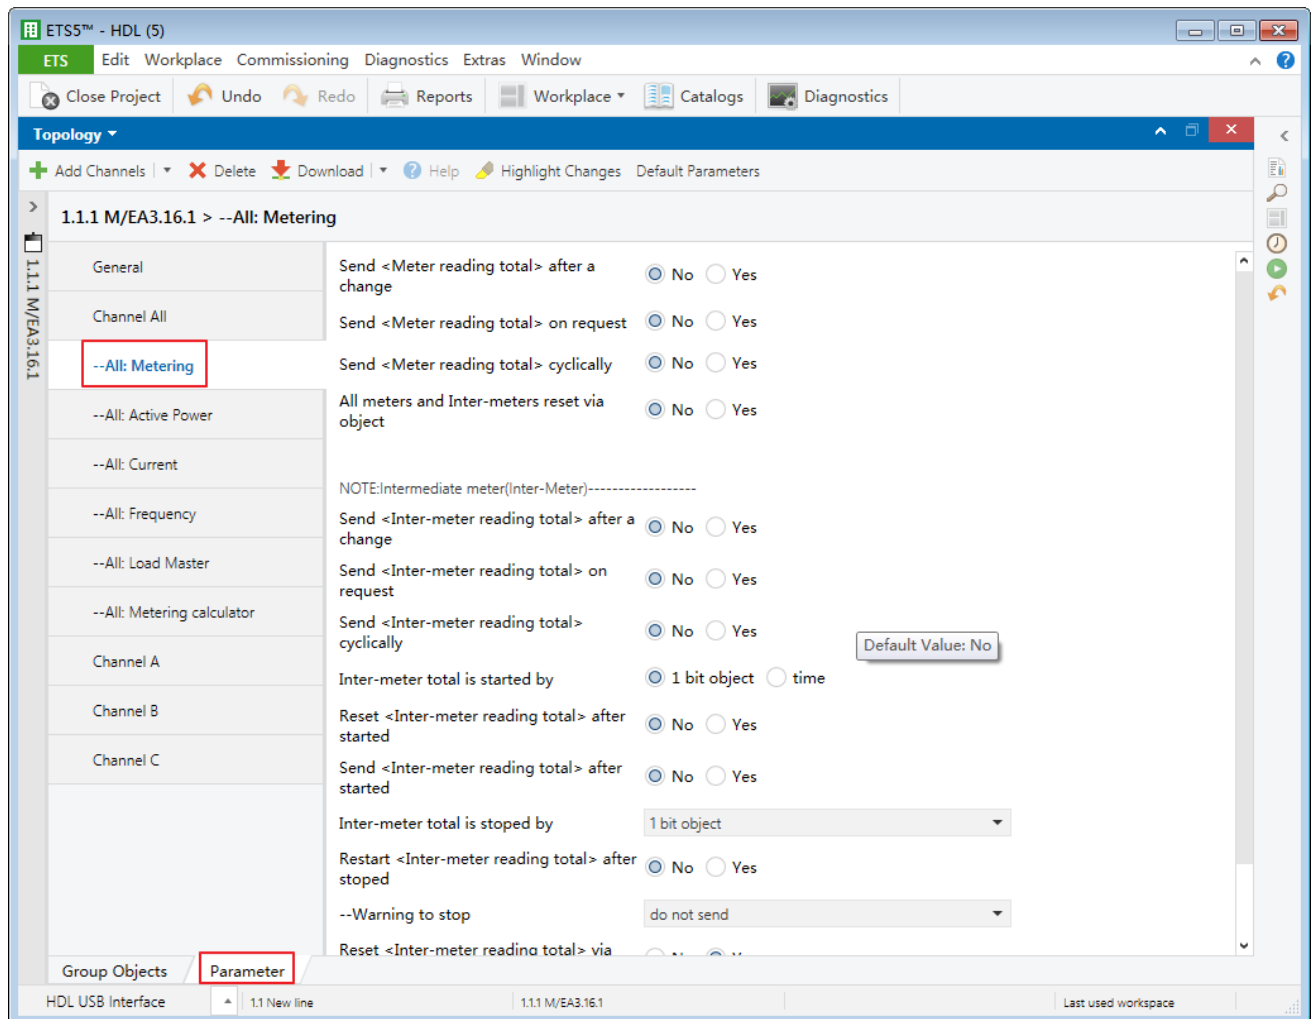 ETS5™ - HDL (5)
ETS Edit Workplace Commissioning Diagnostics Extras Window
Close Project Undo Redo Reports Workplace Catalogs Diagnostics
Topology
Add Channels Delete Download Help Highlight Changes Default Parameters
1.1.1 M/EA3.16.1 > --All: Metering
1.1.1 M/EA3.16.1
General
Channel All
--All: Metering
--All: Active Power
--All: Current
--All: Frequency
--All: Load Master
--All: Metering calculator
Channel A
Channel B
Channel C
Send <Meter reading total> after a
change
No Yes
Send <Meter reading total> on request No Yes
Send <Meter reading total> cyclically No Yes
All meters and Inter-meters reset via
object
No Yes
NOTE:Intermediate meter(Inter-Meter)------------------
Send <Inter-meter reading total> after a
change
No Yes
Send <Inter-meter reading total> on
request
No Yes
Send <Inter-meter reading total>
cyclically
No Yes
Default Value: No
Inter-meter total is started by 1 bit object time
Reset <Inter-meter reading total> after
started
No Yes
Send <Inter-meter reading total> after
started
No Yes
Inter-meter total is stoped by 1 bit object
Restart <Inter-meter reading total> after
stoped
No Yes
--Warning to stop do not send
Reset <Inter-meter reading total> via
Group Objects Parameter
HDL USB Interface 1.1 New line 1.1.1 M/EA3.16.1 Last used workspace